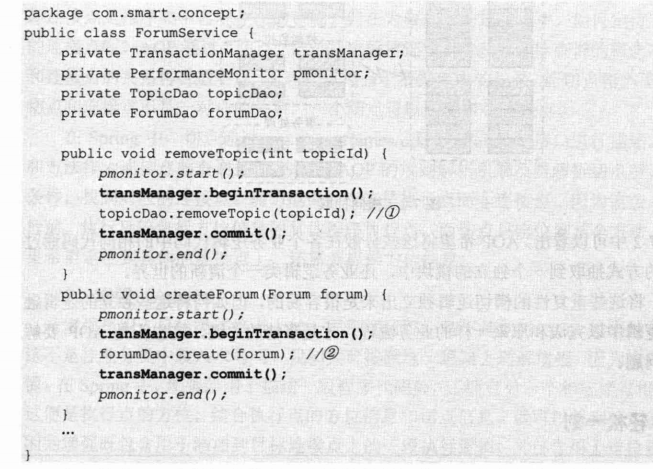 package com.smart.concept;
public class ForumService {
    private TransactionManager transManager;
    private PerformanceMonitor pmonitor;
    private TopicDao topicDao;
    private ForumDao forumDao;
    public void removeTopic(int topicId) {
        pmonitor.start();
        transManager.beginTransaction();
        topicDao.removeTopic(topicId); //①
        transManager.commit();
        pmonitor.end();
    }
    public void createForum(Forum forum) {
        pmonitor.start();
        transManager.beginTransaction();
        forumDao.create(forum); //②
        transManager.commit();
        pmonitor.end();
    }
    …
}